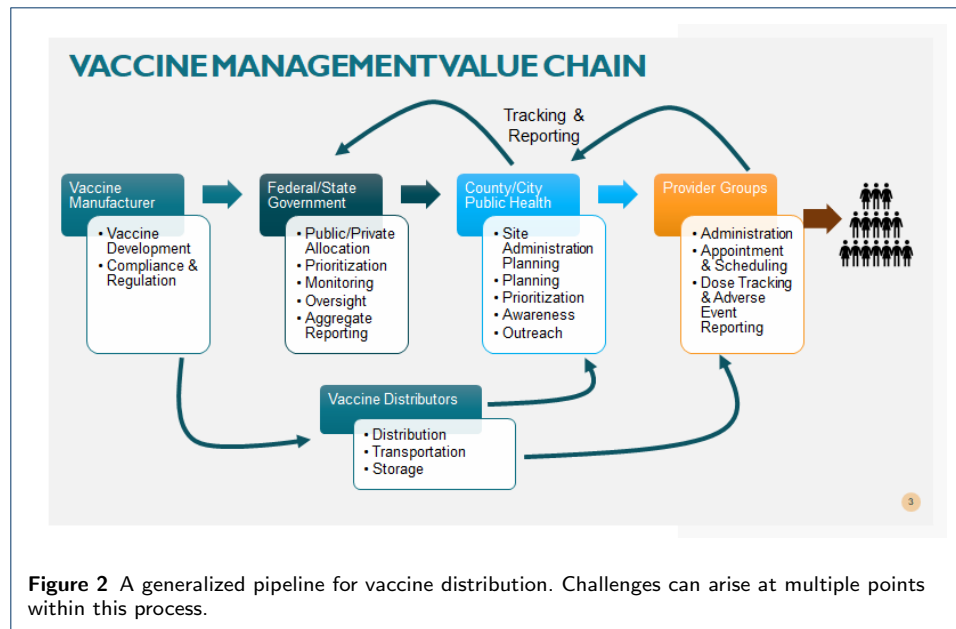 VACCINE MANAGEMENT VALUE CHAIN
Tracking &
Reporting
Vaccine
Manufacturer
• Vaccine
Development
• Compliance &
Regulation
Federal/State
Government
• Public/Private
Allocation
• Prioritization
• Monitoring
• Oversight
• Aggregate
Reporting
County/City
Public Health
• Site
Administration
Planning
• Planning
• Prioritization
• Awareness
• Outreach
Provider Groups
• Administration
• Appointment
& Scheduling
• Dose Tracking
& Adverse
Event
Reporting
Vaccine Distributors
• Distribution
• Transportation
• Storage
3
Figure 2 A generalized pipeline for vaccine distribution. Challenges can arise at multiple points
within this process.